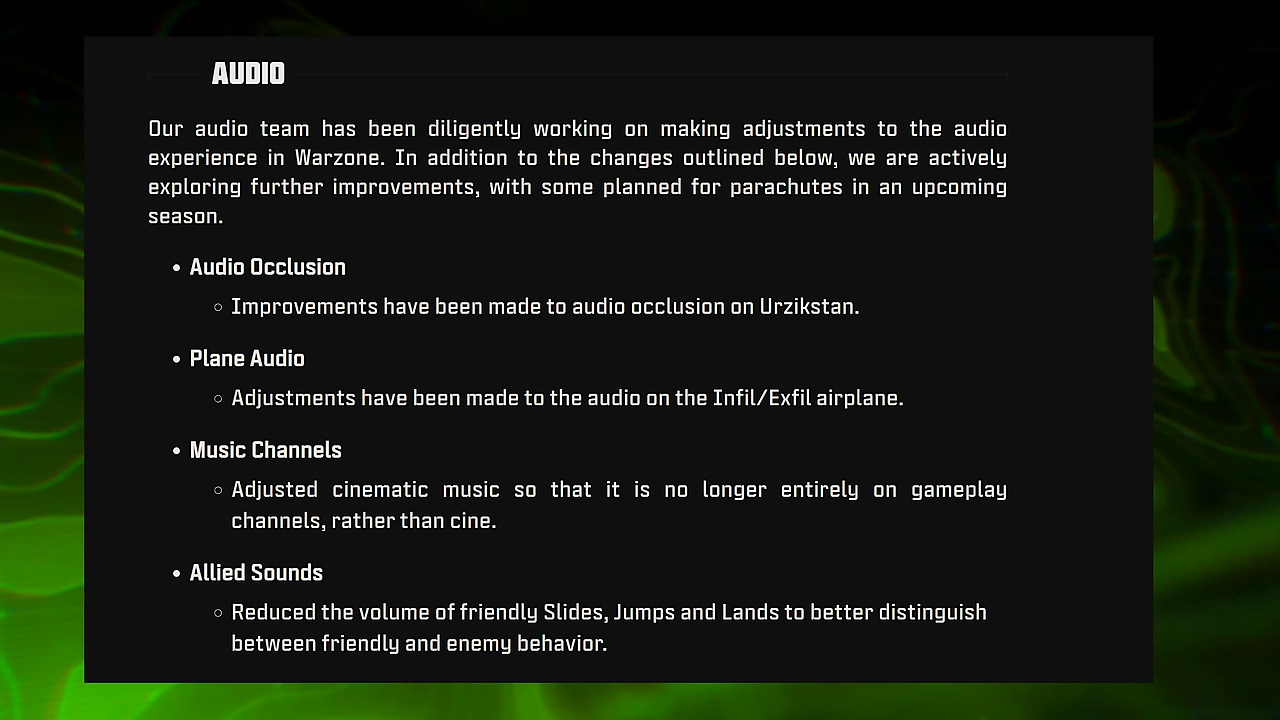 AUDIO
Our audio team has been diligently working on making adjustments to the audio
experience in Warzone. In addition to the changes outlined below, we are actively
exploring further improvements, with some planned for parachutes in an upcoming
season.
• Audio Occlusion
○ Improvements have been made to audio occlusion on Urzikstan.
• Plane Audio
○ Adjustments have been made to the audio on the Infil/Exfil airplane.
• Music Channels
○ Adjusted cinematic music so that it is no longer entirely on gameplay
channels, rather than cine.
• Allied Sounds
○ Reduced the volume of friendly Slides, Jumps and Lands to better distinguish
between friendly and enemy behavior.